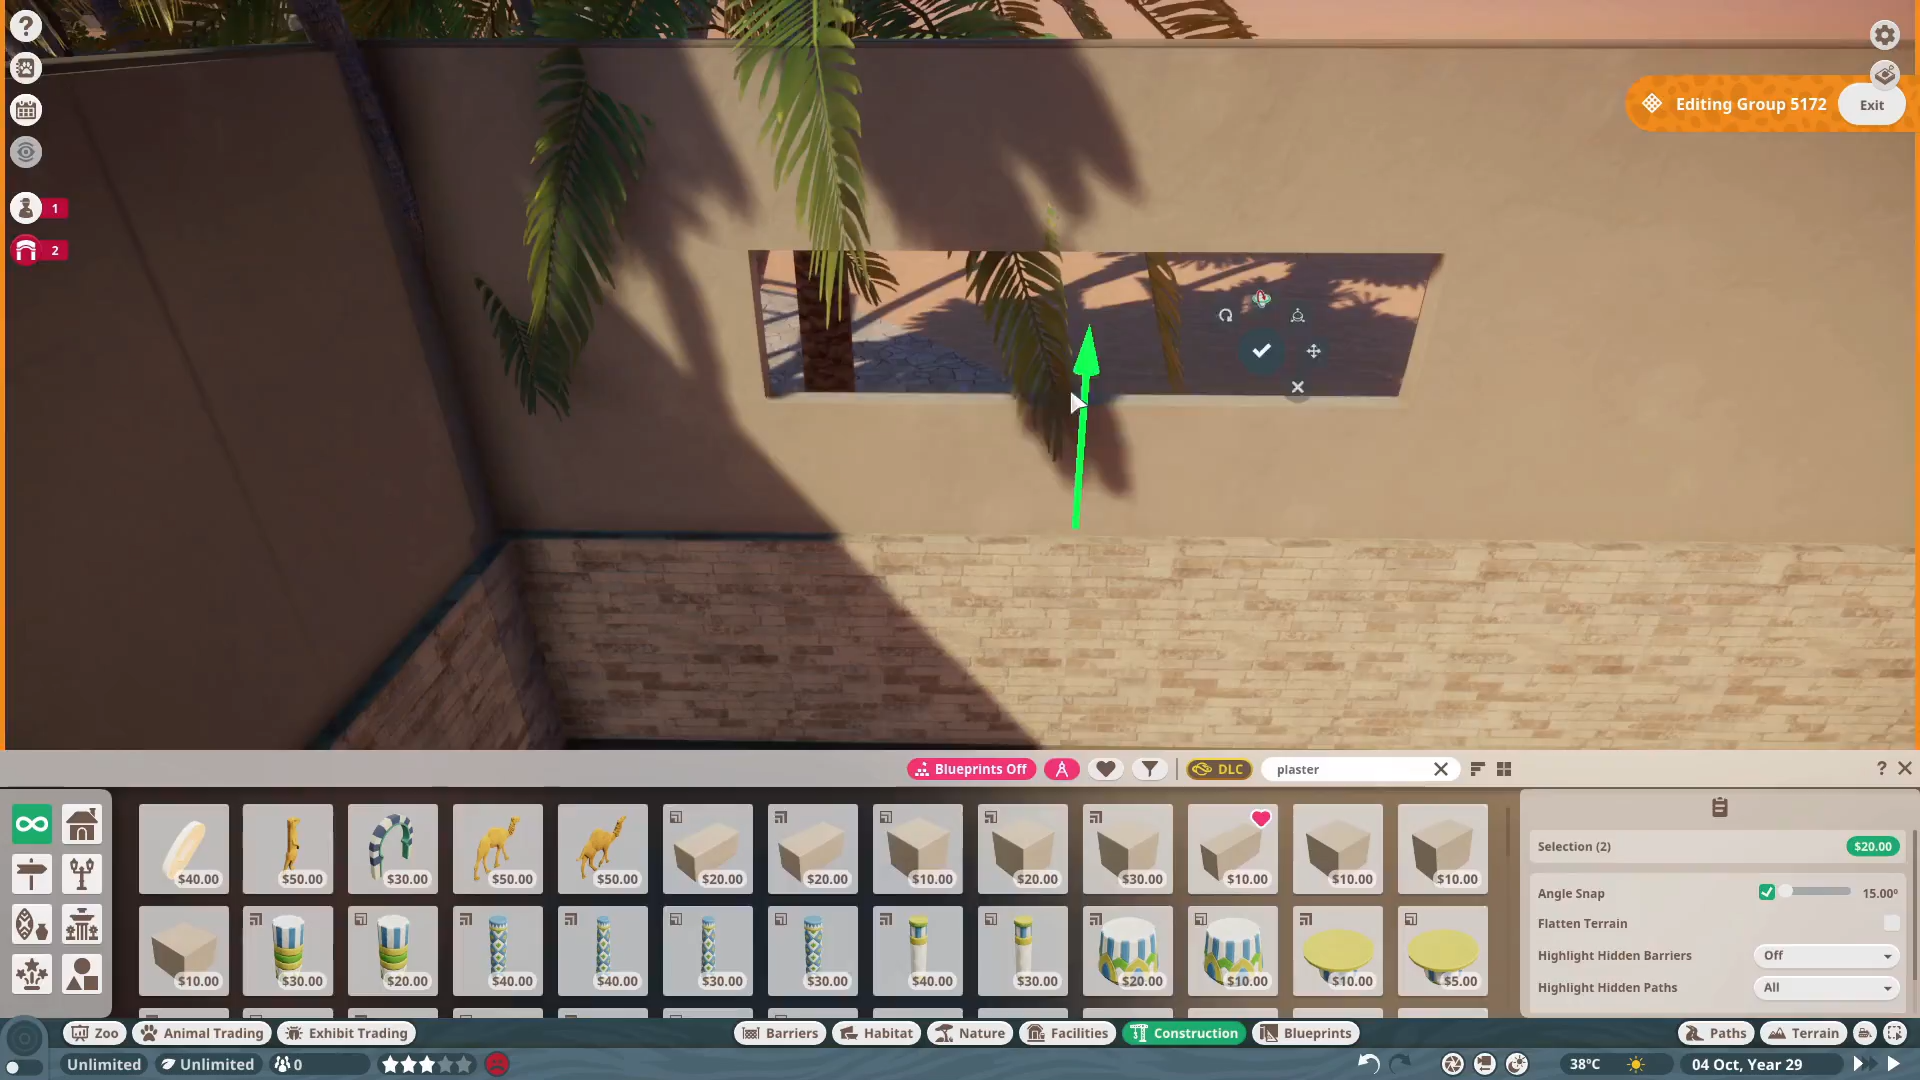 ?
Editing Group 5172
Exit
1
2
Blueprints Off
DLC
plaster
?
$40.00
$50.00
$30.00
$50.00
$50.00
$20.00
$20.00
$10.00
$20.00
$30.00
$10.00
$10.00
$10.00
$10.00
$30.00
$20.00
$40.00
$40.00
$30.00
$30.00
$40.00
$30.00
$20.00
$10.00
$10.00
$5.00
Selection (2)
$20.00
Angle Snap
15.00º
Flatten Terrain
Highlight Hidden Barriers
Off
Highlight Hidden Paths
All
Zoo
Animal Trading
Exhibit Trading
Barriers
Habitat
Nature
Facilities
Construction
Blueprints
Paths
Terrain
Unlimited
Unlimited
0
38ºC
04 Oct, Year 29